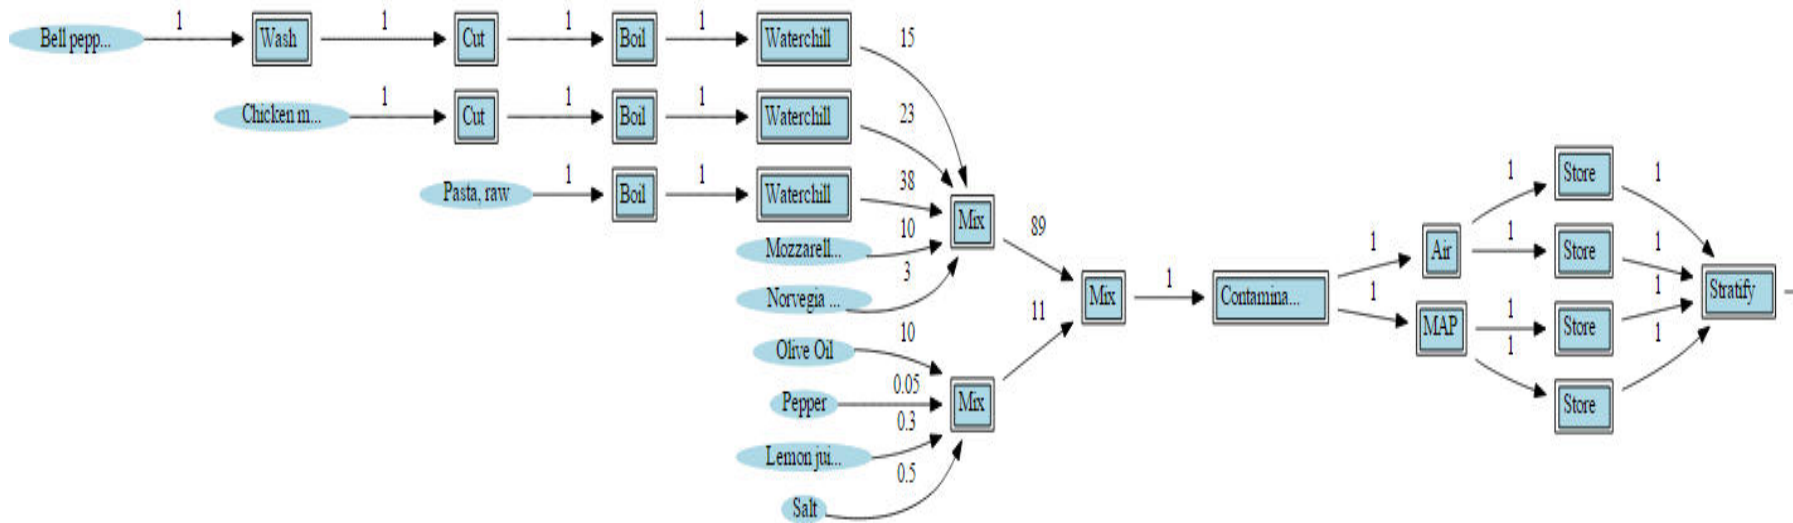 1 1 1 1 15
Bell pepp... Wash Cut Boil Waterchill
1 1 1 23
Chicken m... Cut Boil Waterchill
1 1 38
Pasta, raw Boil Waterchill
Mozzarell... 10
Norvegia ... 3
Mix 89
Olive Oil 10
Pepper 0.05
Lemon jui... 0.3
Salt 0.5
Mix 11
Mix 1 Contamina...
1 Air 1 Store 1
1 Store 1
1 MAP 1 Store 1
1 Store 1
Stratify